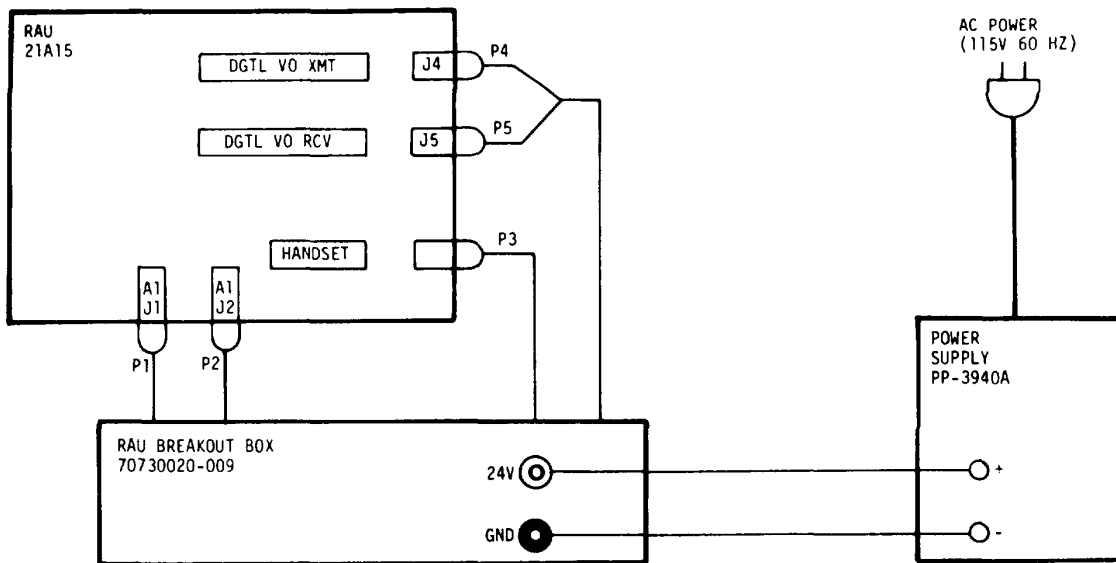 RAU
21A15
DGTL VO XMT
J4
P4
DGTL VO RCV
J5
P5
HANDSET
P3
A1
J1
A1
J2
P1
P2
AC POWER
(115V 60 HZ)
RAU BREAKOUT BOX
70730020-009
24V
GND
POWER
SUPPLY
PP-3940A
+
-